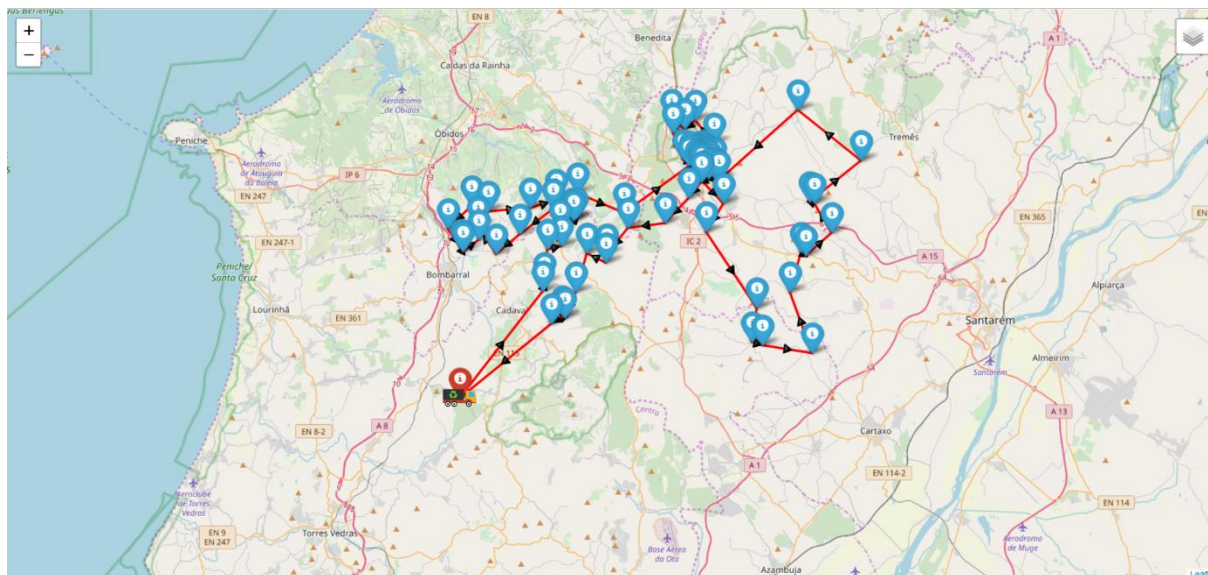 EN 8
Benedita
A 1
Centro
Caldas da Rainha
Aeródromo
de Óbidos
Óbidos
Tremês
Peniche
Aeródromo
de Atouguia
da Baleia
IP 6
EN 247
EN 247-1
EN 365
IC 2
A 15
Peniche/
Santa Cruz
Bombarral
Lourinhã
EN 361
Cadaval
EN 115
Alpiarça
Santarém
Almeirim
Santarém
A 8
Centro
A 13
EN 8-2
Cartaxo
EN 114-2
A 1
Aeroclube
de Torres
Vedras
EN 9
EN 247
Torres Vedras
EN 114
Base Aérea
da Ota
Aeródromo
de Muge
Azambuja